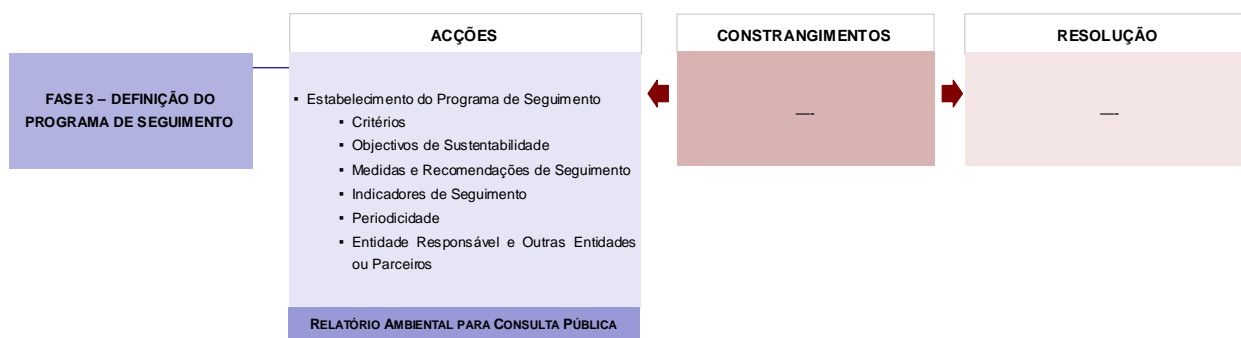 ACÇÕES
CONSTRANGIMENTOS
RESOLUÇÃO
FASE 3 – DEFINIÇÃO DO
PROGRAMA DE SEGUIMENTO
▪ Estabelecimento do Programa de Seguimento
▪ Critérios
▪ Objectivos de Sustentabilidade
▪ Medidas e Recomendações de Seguimento
▪ Indicadores de Seguimento
▪ Periodicidade
▪ Entidade Responsável e Outras Entidades
ou Parceiros
—-
—-
RELATÓRIO AMBIENTAL PARA CONSULTA PÚBLICA